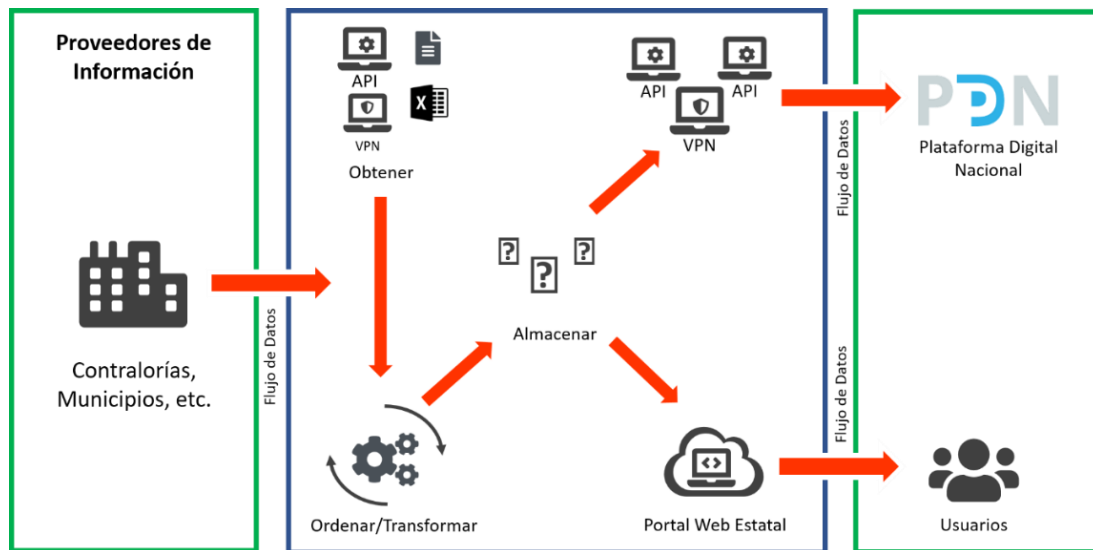 Proveedores de
Información
Contralorías,
Municipios, etc.
Flujo de Datos
API
X
VPN
Obtener
Ordenar/Transformar
?
?
?
Almacenar
API
API
VPN
Portal Web Estatal
Flujo de Datos
Flujo de Datos
PDN
Plataforma Digital
Nacional
Usuarios